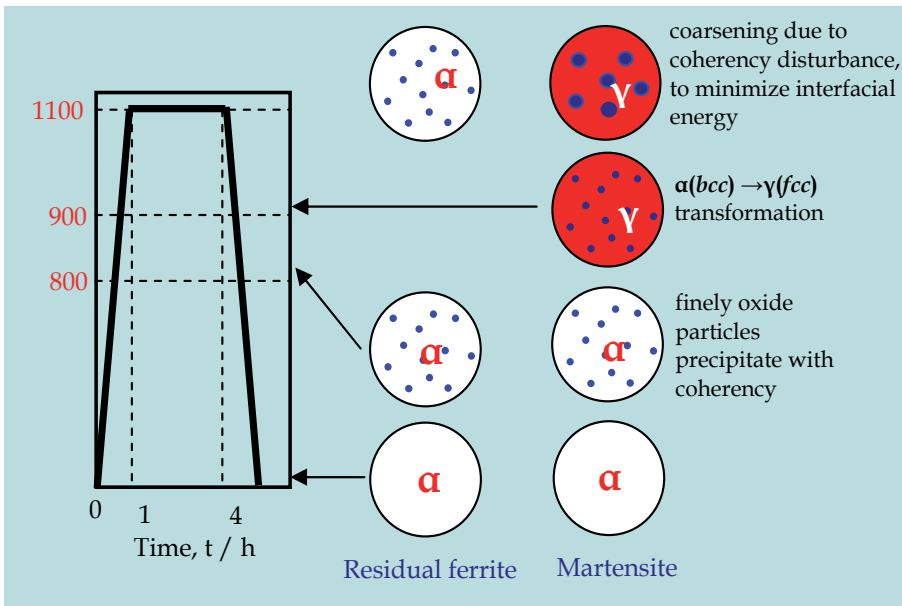 coarsening due to
coherency disturbance,
to minimize interfacial
energy
α
γ
1100
α(bcc) →γ(fcc)
transformation
γ
900
800
finely oxide
particles
precipitate with
coherency
α
α
α
α
0
1
4
Time, t / h
Residual ferrite
Martensite